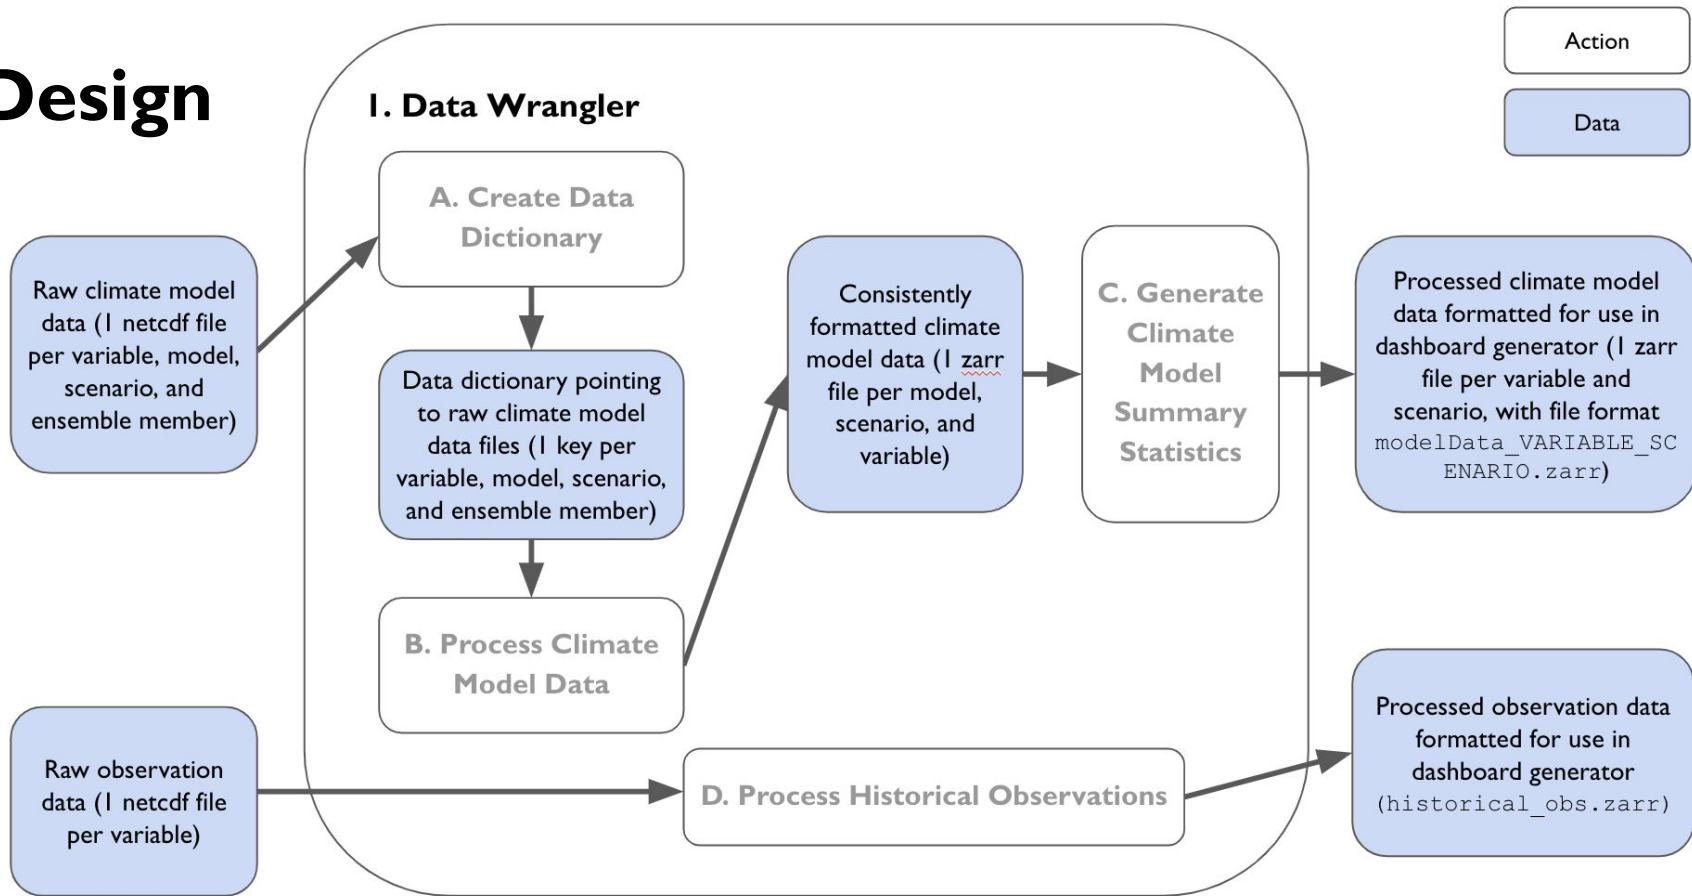 Design
Action
Data
1. Data Wrangler
A. Create Data
Dictionary
Raw climate model
data (1 netcdf file
per variable, model,
scenario, and
ensemble member)
Data dictionary pointing
to raw climate model
data files (1 key per
variable, model, scenario,
and ensemble member)
B. Process Climate
Model Data
Consistently
formatted climate
model data (1 zarr
file per model,
scenario, and
variable)
C. Generate
Climate
Model
Summary
Statistics
Processed climate model
data formatted for use in
dashboard generator (1 zarr
file per variable and
scenario, with file format
modelData_VARIABLE_SC
ENARIO.zarr)
Raw observation
data (1 netcdf file
per variable)
D. Process Historical Observations
Processed observation data
formatted for use in
dashboard generator
(historical_obs.zarr)